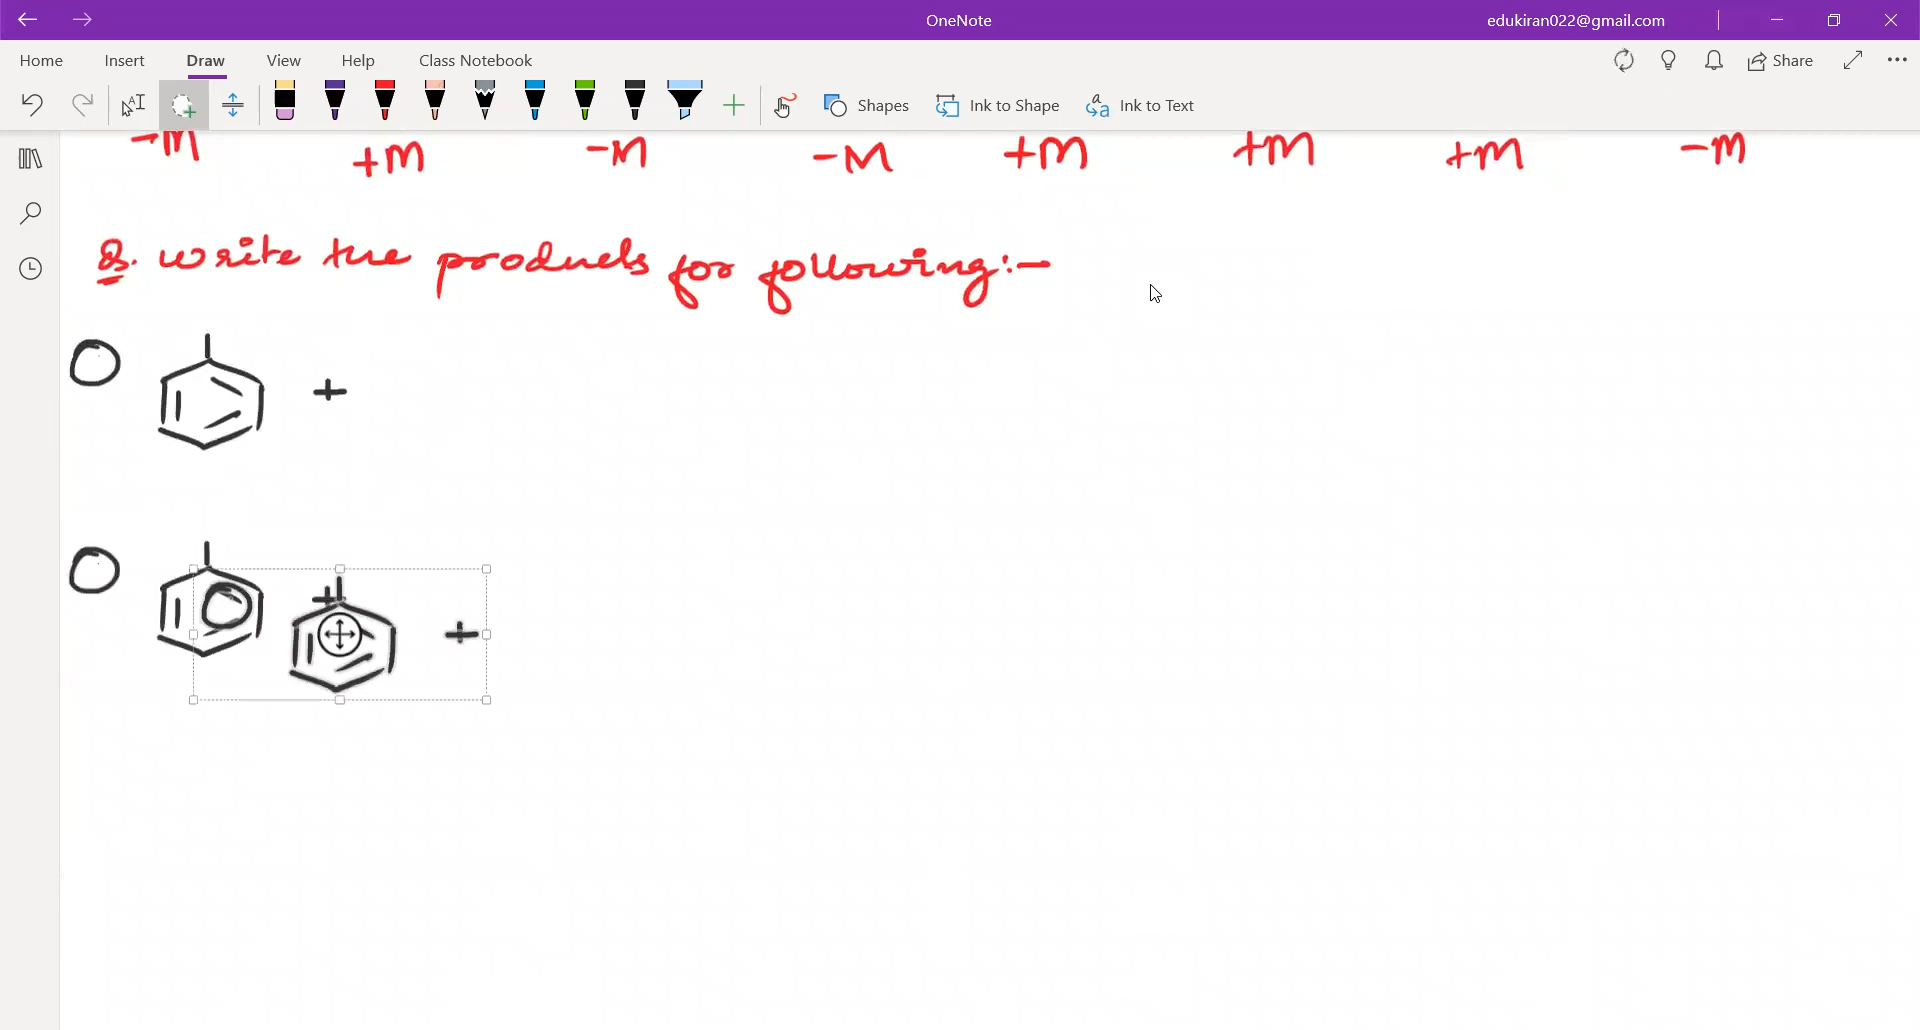 OneNote
edukiran022@gmail.com
Home Insert Draw View Help Class Notebook
Share
Shapes Ink to Shape Ink to Text
-M +M -M -M +M +M +M -M
Q. Write the products for following:-
+
+
+